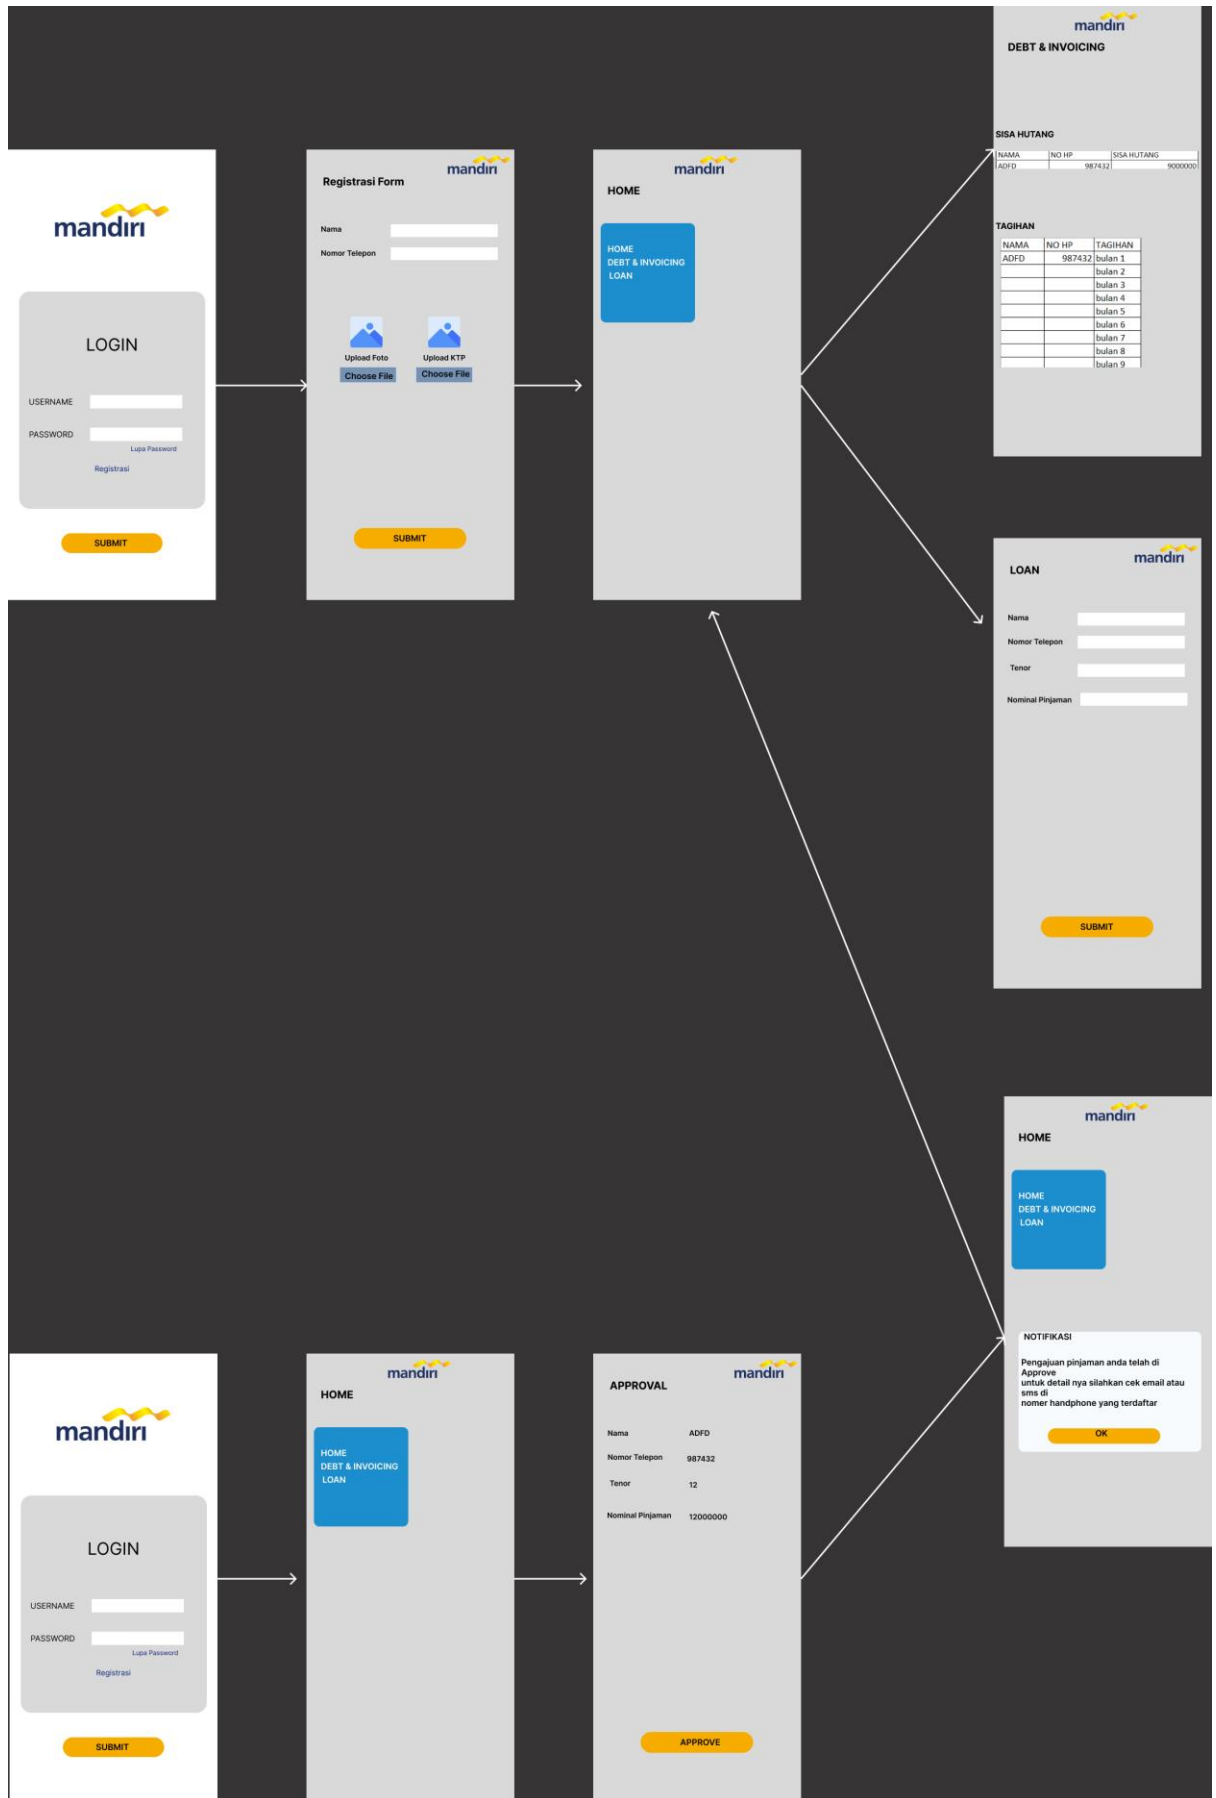 mandiri
LOGIN
USERNAME
PASSWORD
Lupa Password
Registrasi
SUBMIT
mandiri
Registrasi Form
Nama
Nomor Telepon
Upload Foto
Upload KTP
Choose File
Choose File
SUBMIT
mandiri
HOME
HOME
DEBT & INVOICING
LOAN
mandiri
DEBT & INVOICING
SISA HUTANG
NAMA NO HP SISA HUTANG
ADFD 987432 9000000
TAGIHAN
NAMA NO HP TAGIHAN
ADFD 987432 bulan 1
bulan 2
bulan 3
bulan 4
bulan 5
bulan 6
bulan 7
bulan 8
bulan 9
mandiri
LOAN
Nama
Nomor Telepon
Tenor
Nominal Pinjaman
SUBMIT
mandiri
HOME
HOME
DEBT & INVOICING
LOAN
NOTIFIKASI
Pengajuan pinjaman anda telah di
Approve
untuk detail nya silahkan cek email atau
sms di
nomer handphone yang terdaftar
OK
mandiri
LOGIN
USERNAME
PASSWORD
Lupa Password
Registrasi
SUBMIT
mandiri
HOME
HOME
DEBT & INVOICING
LOAN
mandiri
APPROVAL
Nama ADFD
Nomor Telepon 987432
Tenor 12
Nominal Pinjaman 12000000
APPROVE